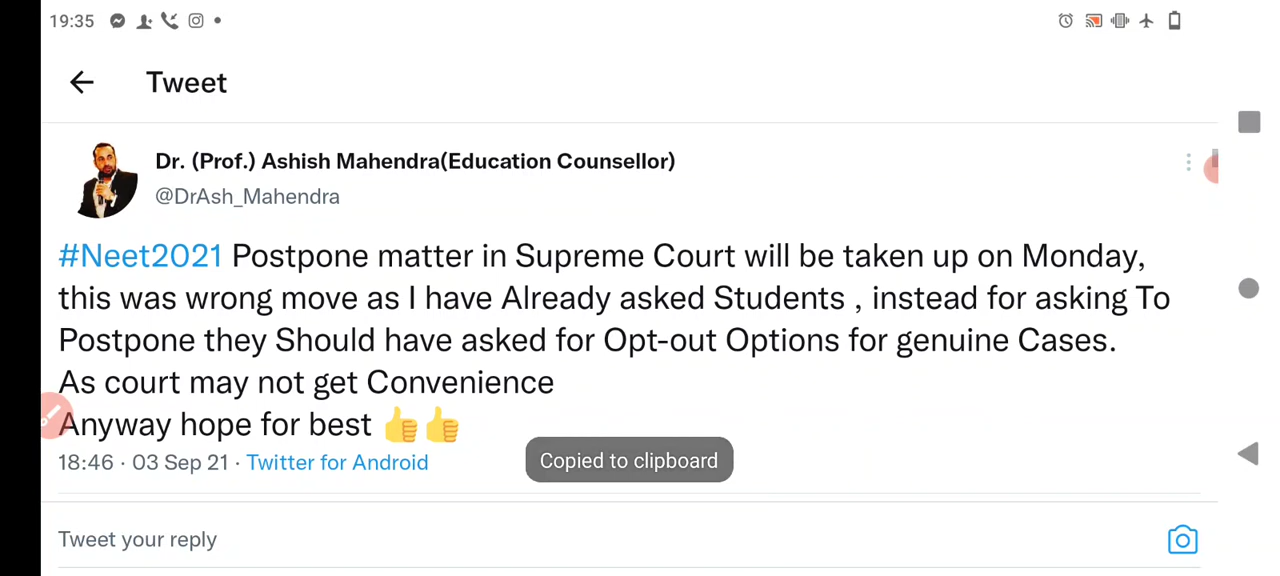 19:35
Tweet
Dr. (Prof.) Ashish Mahendra(Education Counsellor)
@DrAsh_Mahendra
#Neet2021 Postpone matter in Supreme Court will be taken up on Monday,
this was wrong move as I have Already asked Students , instead for asking To
Postpone they Should have asked for Opt-out Options for genuine Cases.
As court may not get Convenience
Anyway hope for best 👍👍
18:46 · 03 Sep 21 · Twitter for Android
Copied to clipboard
Tweet your reply